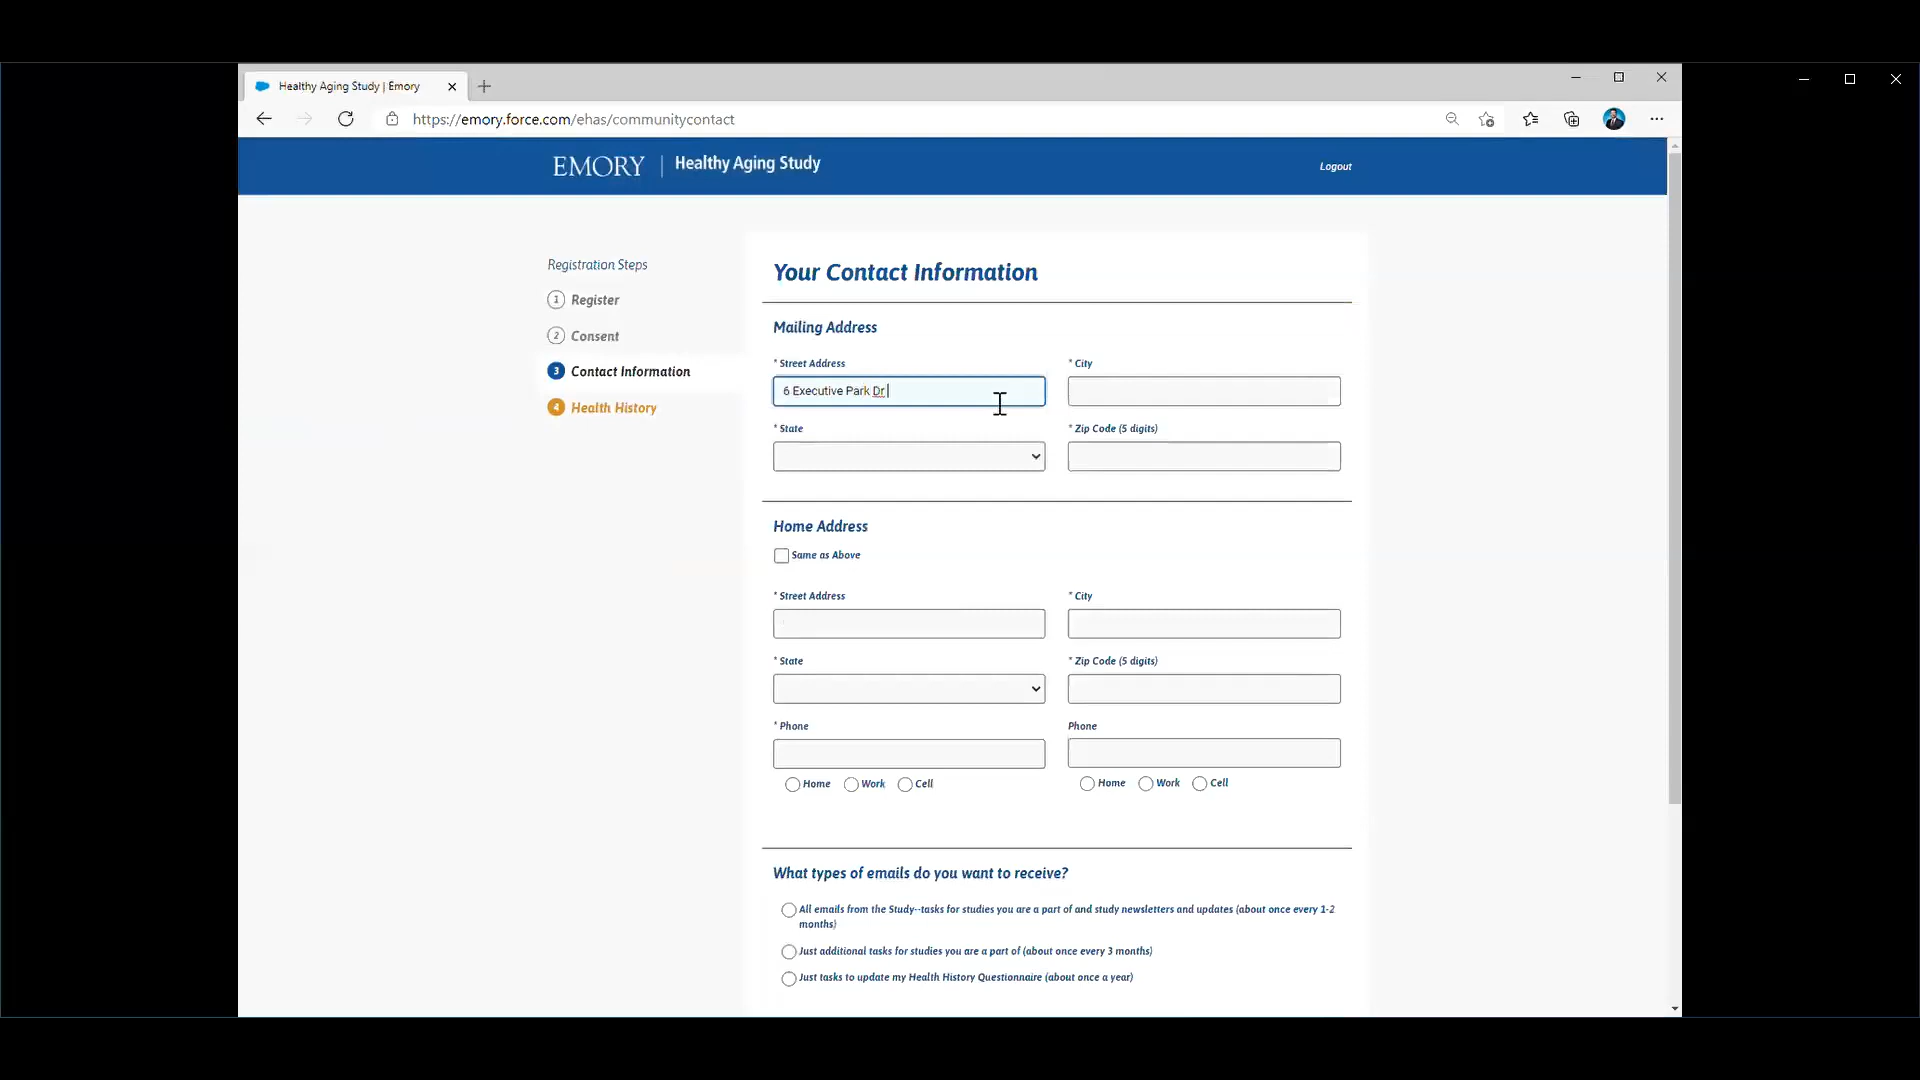 Healthy Aging Study | Emory
https://emory.force.com/ehas/communitycontact
EMORY | Healthy Aging Study
Logout
Registration Steps
1 Register
2 Consent
3 Contact Information
4 Health History
Your Contact Information
Mailing Address
* Street Address
* City
6 Executive Park Dr
* State
* Zip Code (5 digits)
Home Address
Same as Above
* Street Address
* City
* State
* Zip Code (5 digits)
* Phone
Phone
Home Work Cell
Home Work Cell
What types of emails do you want to receive?
All emails from the Study--tasks for studies you are a part of and study newsletters and updates (about once every 1-2
months)
Just additional tasks for studies you are a part of (about once every 3 months)
Just tasks to update my Health History Questionnaire (about once a year)